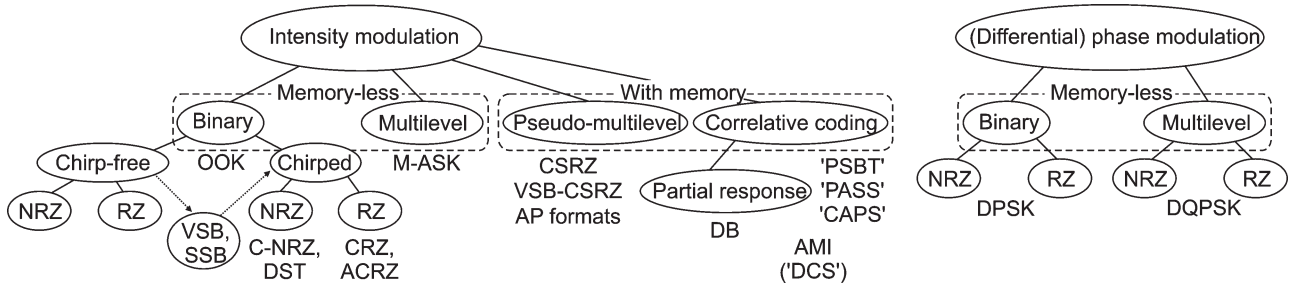 Intensity modulation
(Differential) phase modulation
Memory-less
With memory
Memory-less
Binary
Multilevel
Pseudo-multilevel
Correlative coding
Binary
Multilevel
Chirp-free
OOK
Chirped
M-ASK
CSRZ
VSB-CSRZ
AP formats
Partial response
DB
'PSBT'
'PASS'
'CAPS'
AMI
('DCS')
NRZ
RZ
VSB,
SSB
NRZ
RZ
C-NRZ,
DST
CRZ,
ACRZ
NRZ
RZ
DPSK
NRZ
RZ
DQPSK